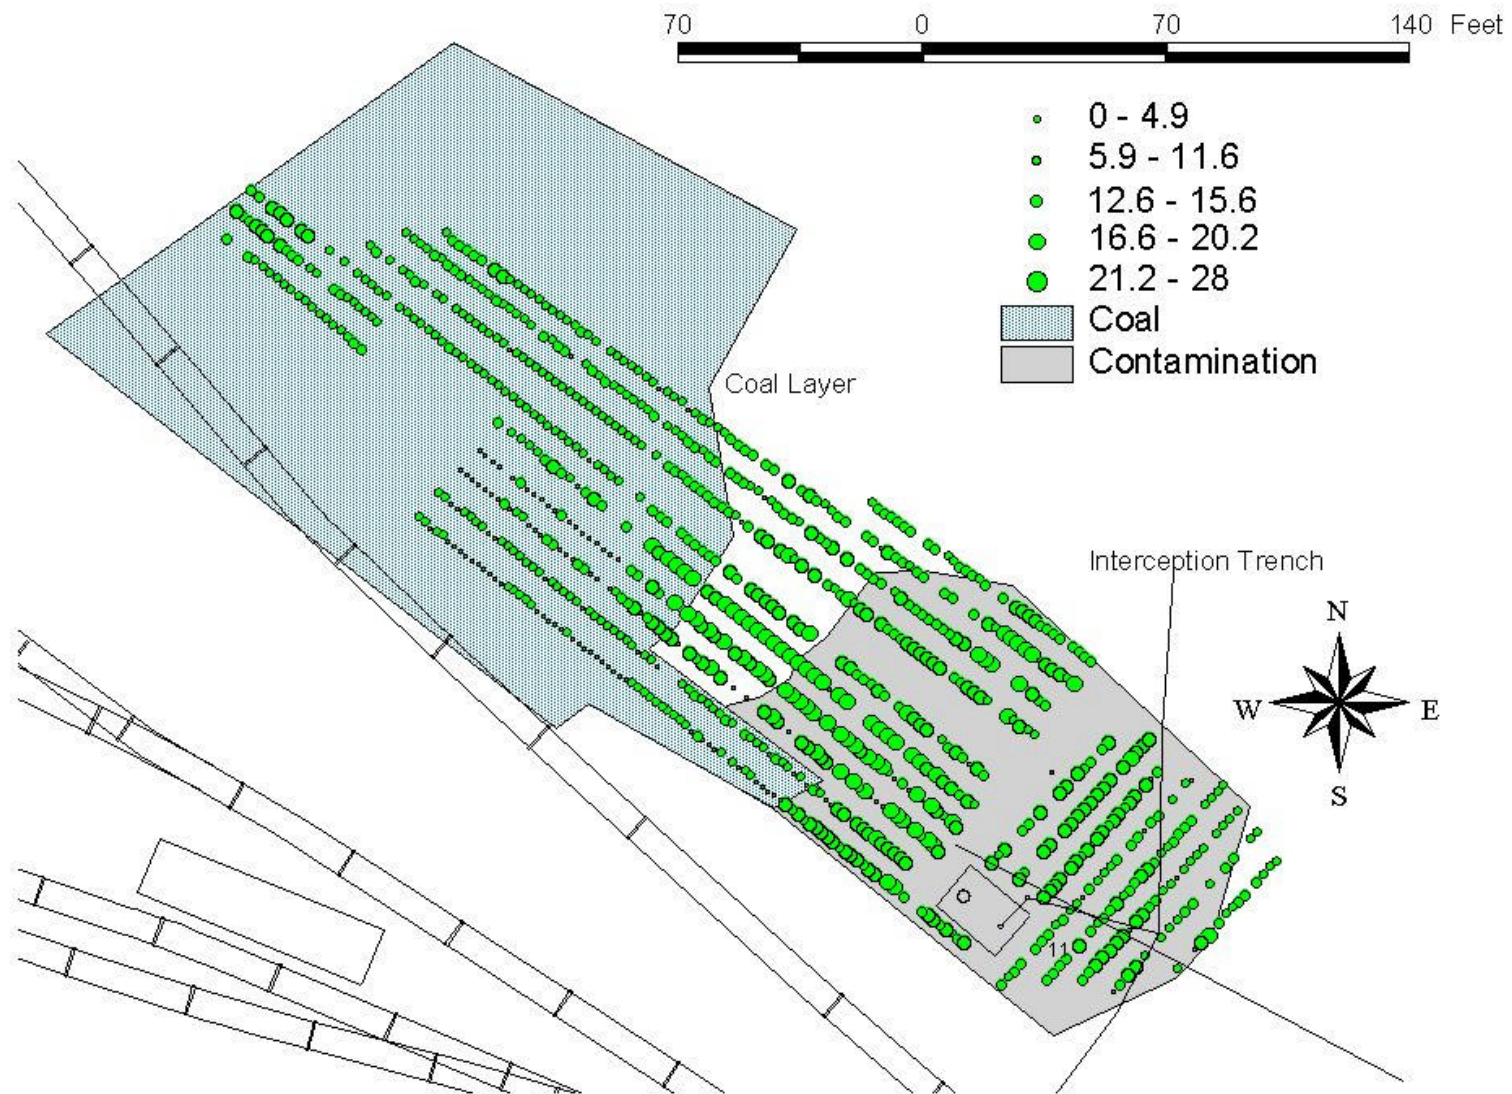 70 0 70 140 Feet
0 - 4.9
5.9 - 11.6
12.6 - 15.6
16.6 - 20.2
21.2 - 28
Coal
Contamination
Coal Layer
Interception Trench
N
W E
S
11